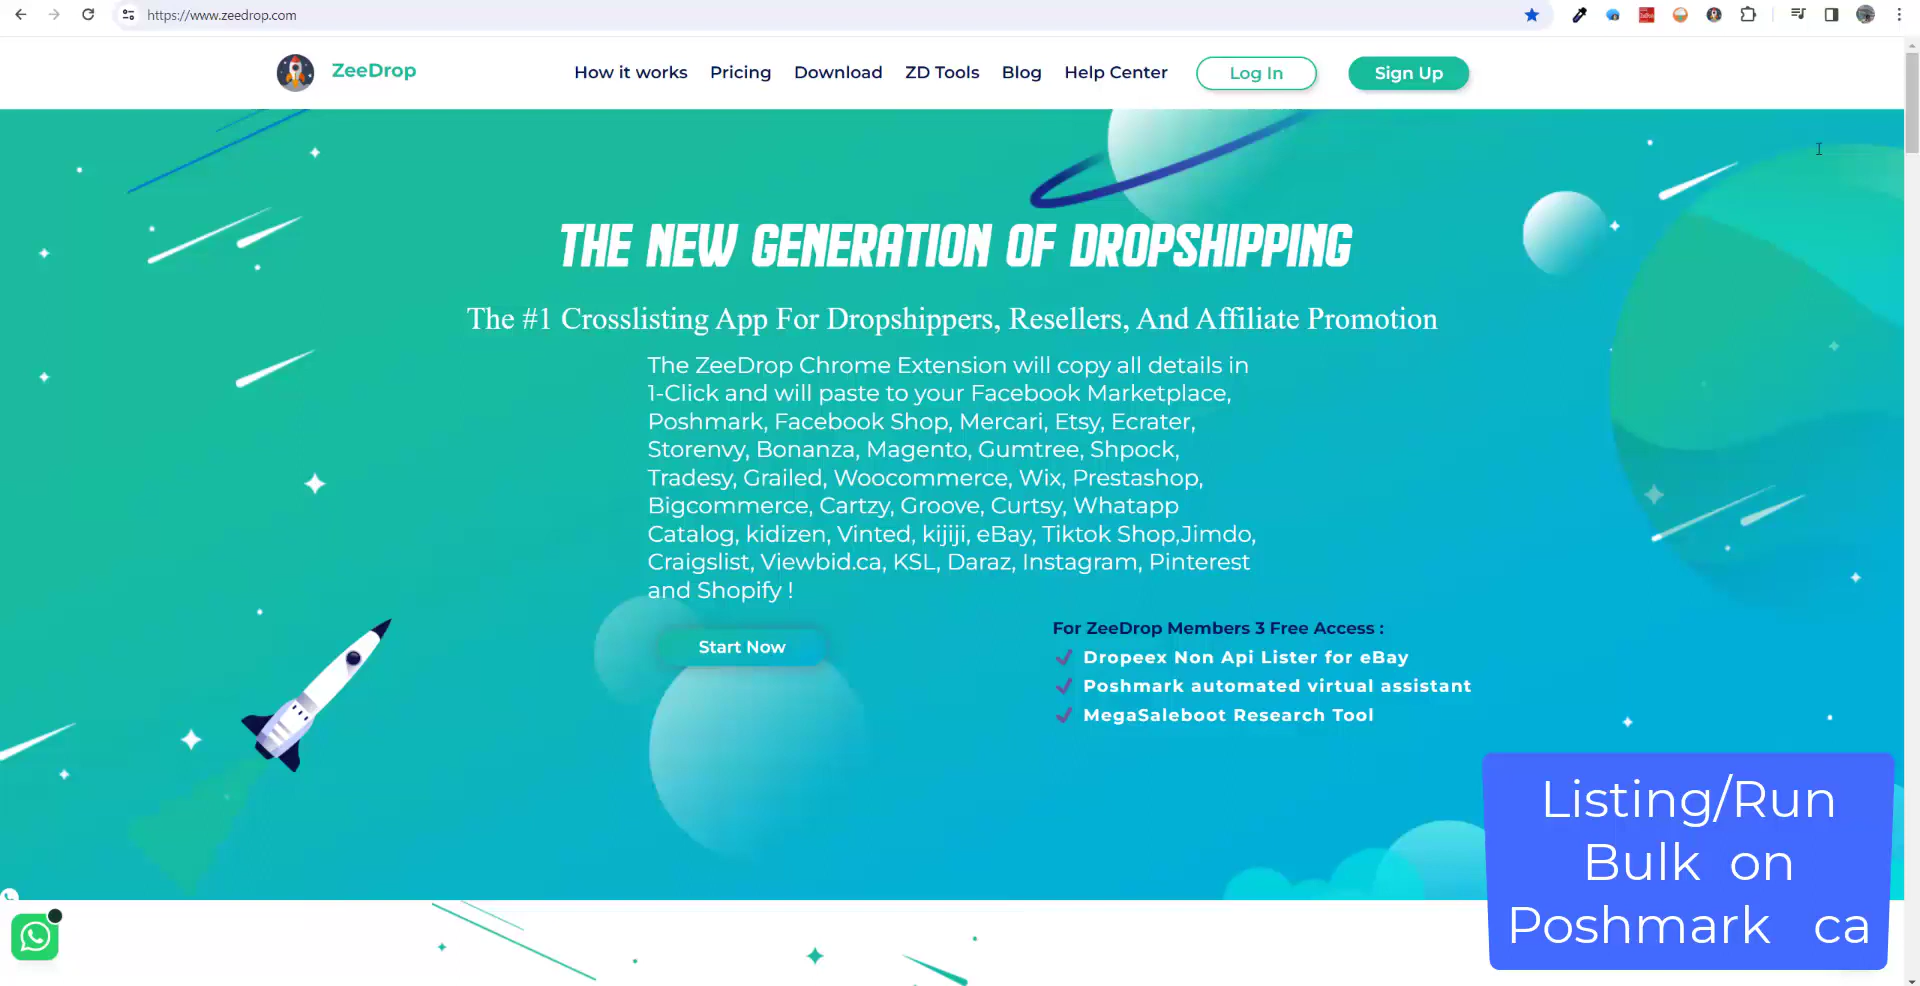 https://www.zeedrop.com
ZeeDrop
How it works
Pricing
Download
ZD Tools
Blog
Help Center
Log In
Sign Up
THE NEW GENERATION OF DROPSHIPPING
The #1 Crosslisting App For Dropshippers, Resellers, And Affiliate Promotion
The ZeeDrop Chrome Extension will copy all details in
1-Click and will paste to your Facebook Marketplace,
Poshmark, Facebook Shop, Mercari, Etsy, Ecrater,
Storenvy, Bonanza, Magento, Gumtree, Shpock,
Tradesy, Grailed, Woocommerce, Wix, Prestashop,
Bigcommerce, Cartzy, Groove, Curtsy, Whatapp
Catalog, kidizen, Vinted, kijiji, eBay, Tiktok Shop,Jimdo,
Craigslist, Viewbid.ca, KSL, Daraz, Instagram, Pinterest
and Shopify !
Start Now
For ZeeDrop Members 3 Free Access :
Dropeex Non Api Lister for eBay
Poshmark automated virtual assistant
MegaSaleboot Research Tool
Listing/Run
Bulk on
Poshmark ca